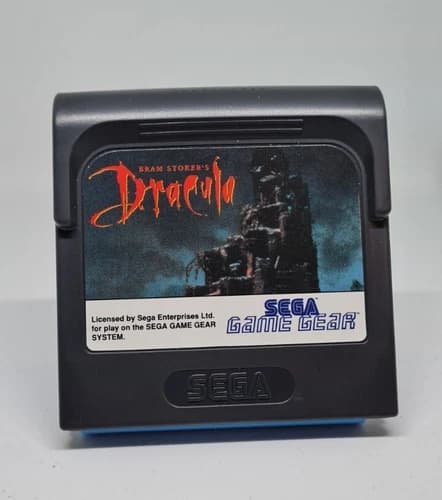 BRAM STOKER'S
Dracula
SEGA
GAME GEAR
Licensed by Sega Enterprises Ltd.
for play on the SEGA GAME GEAR
SYSTEM.
SEGA